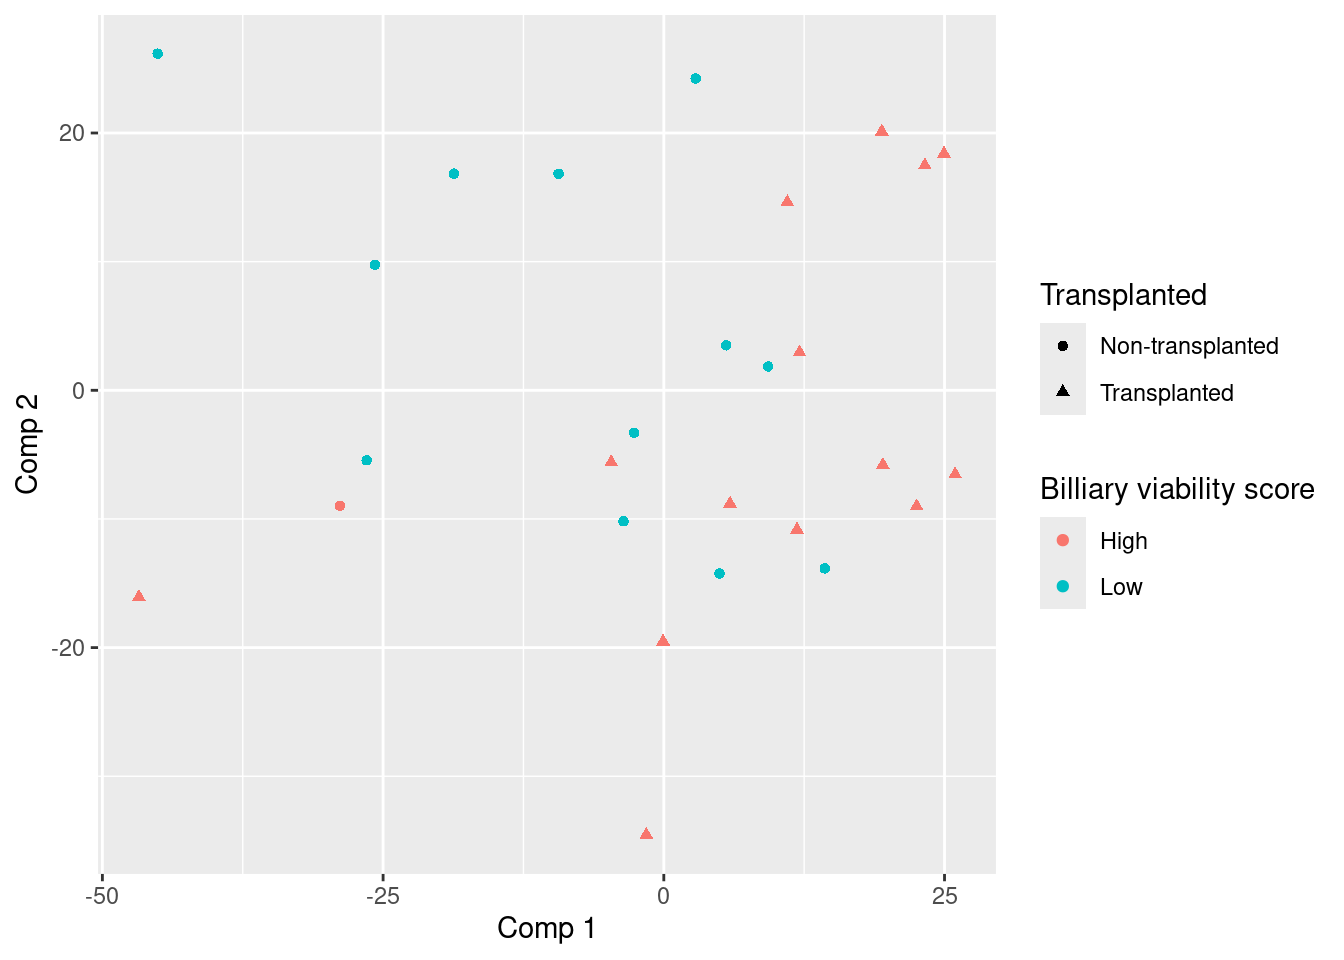 20
0
-20
-50
-25
0
25
Comp 1
Comp 2
Transplanted
Non-transplanted
Transplanted
Billiary viability score
High
Low